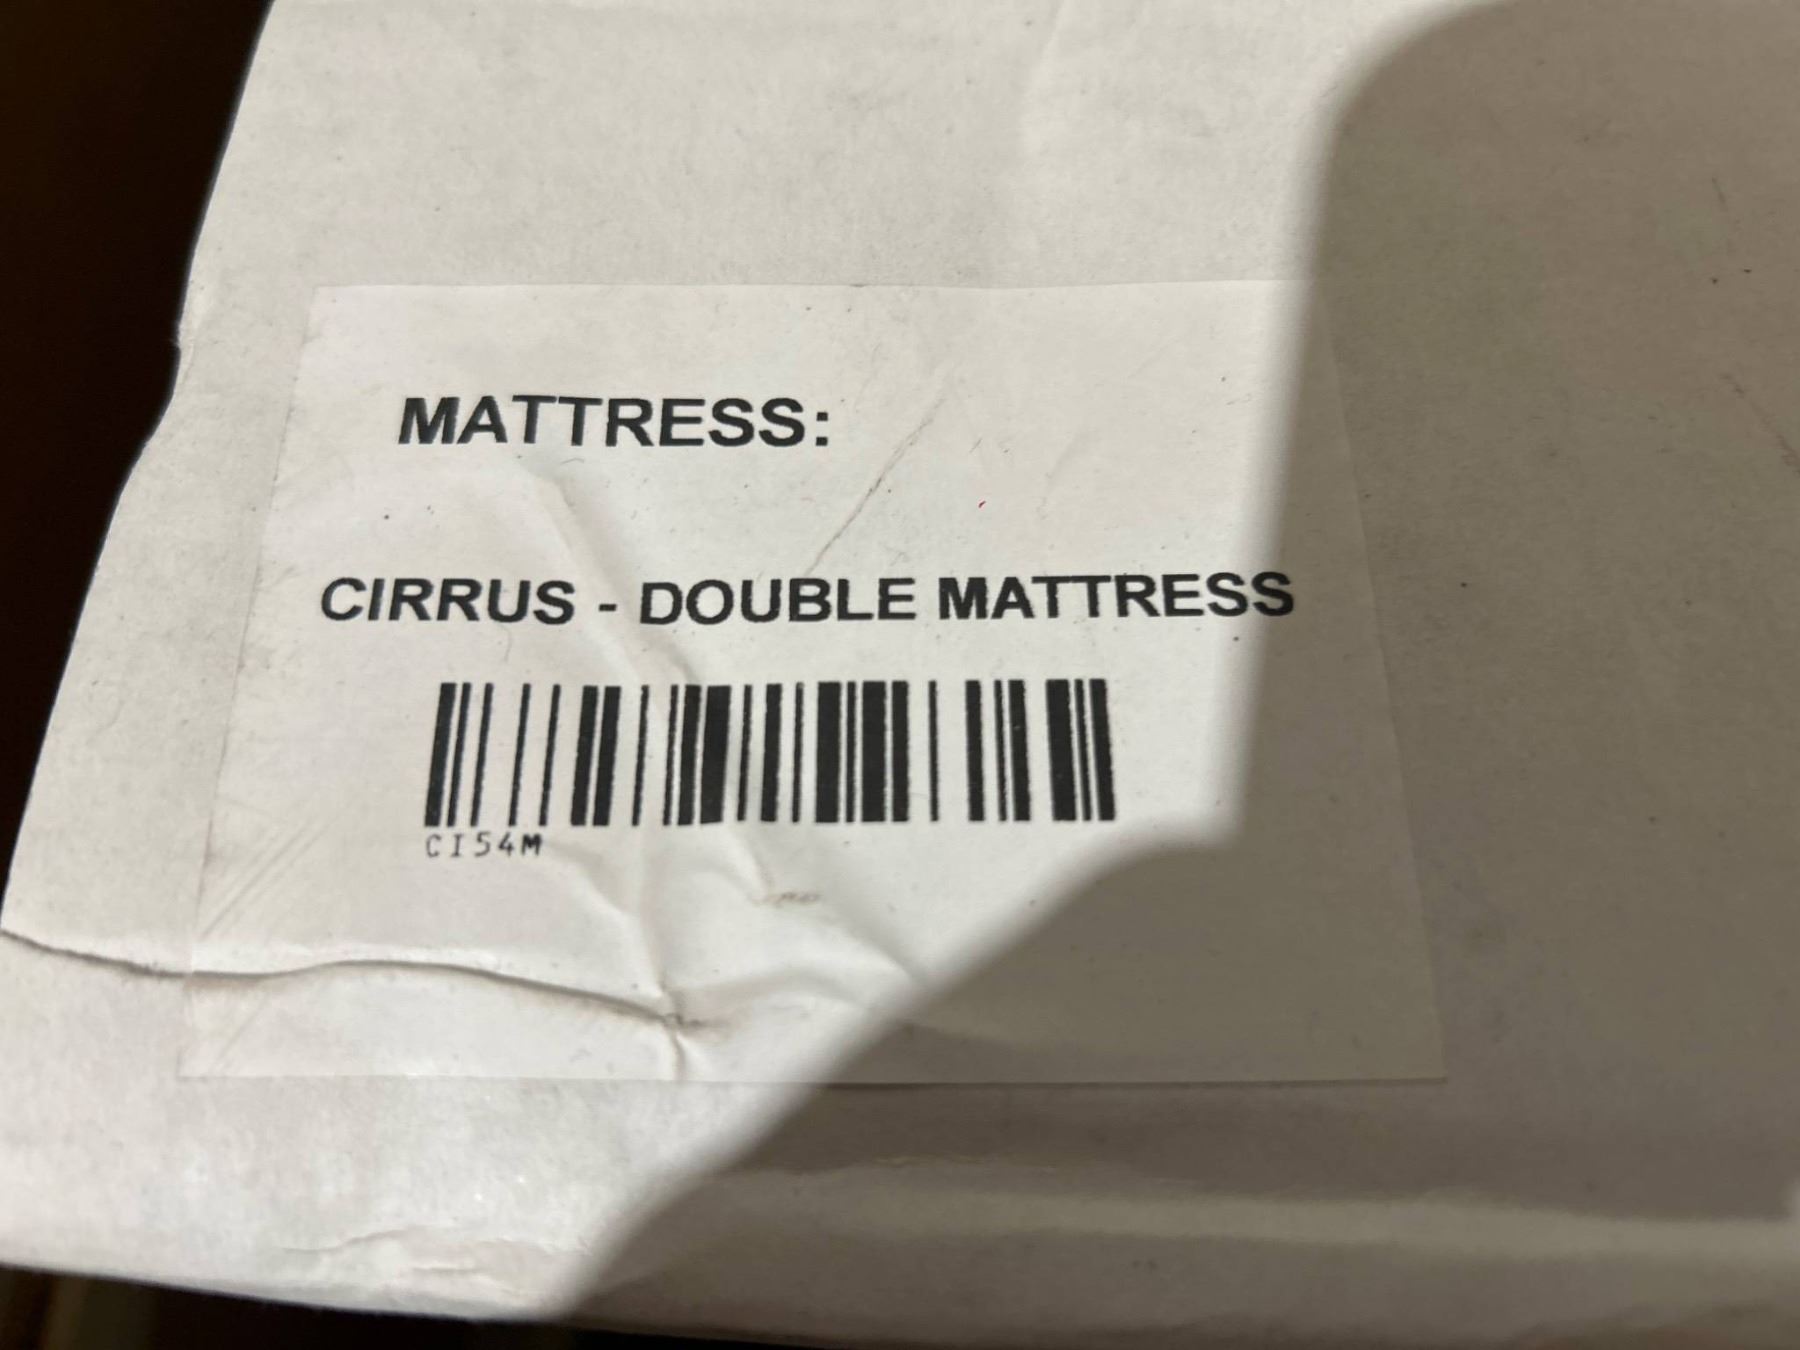 MATTRESS:
CIRRUS - DOUBLE MATTRESS
CI54M